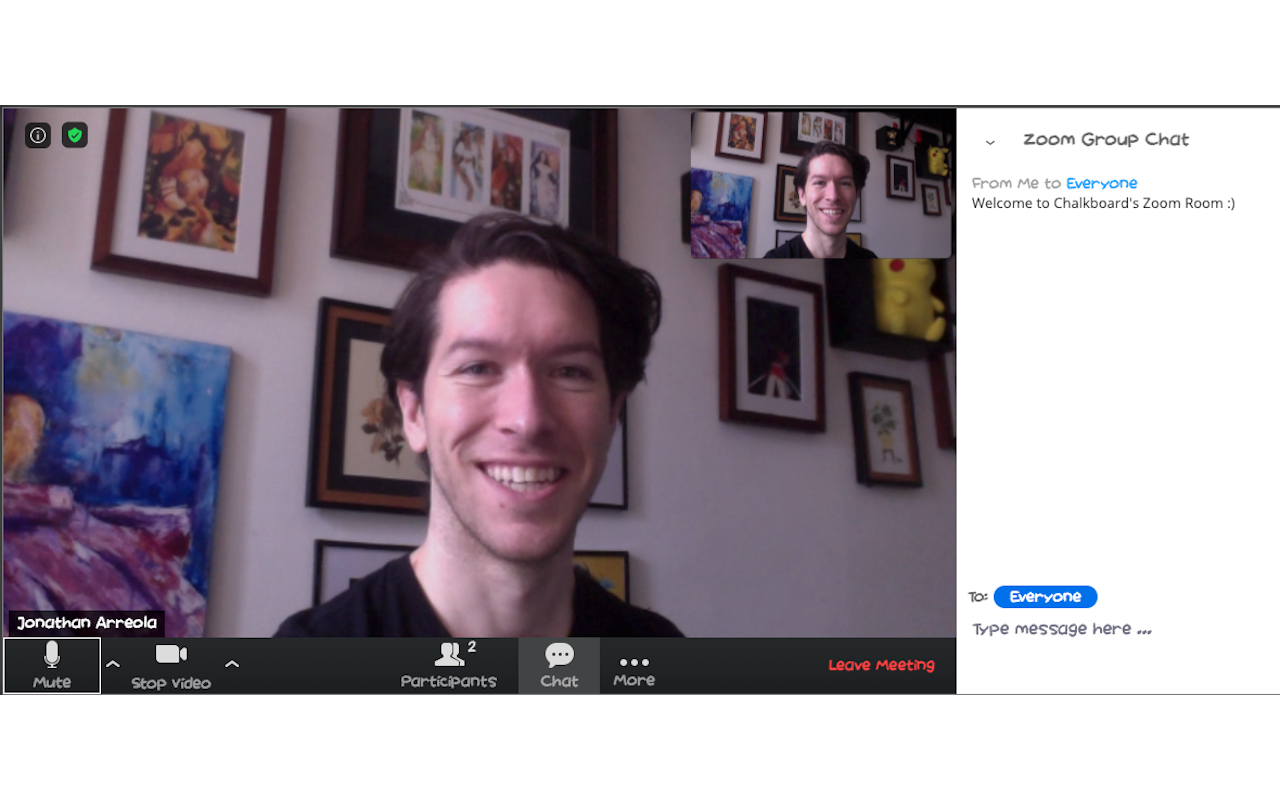 Zoom Group Chat
From Me to Everyone
Welcome to Chalkboard's Zoom Room :)
Jonathan Arreola
Mute
Stop Video
Participants
2
Chat
More
Leave Meeting
To: Everyone
Type message here ...